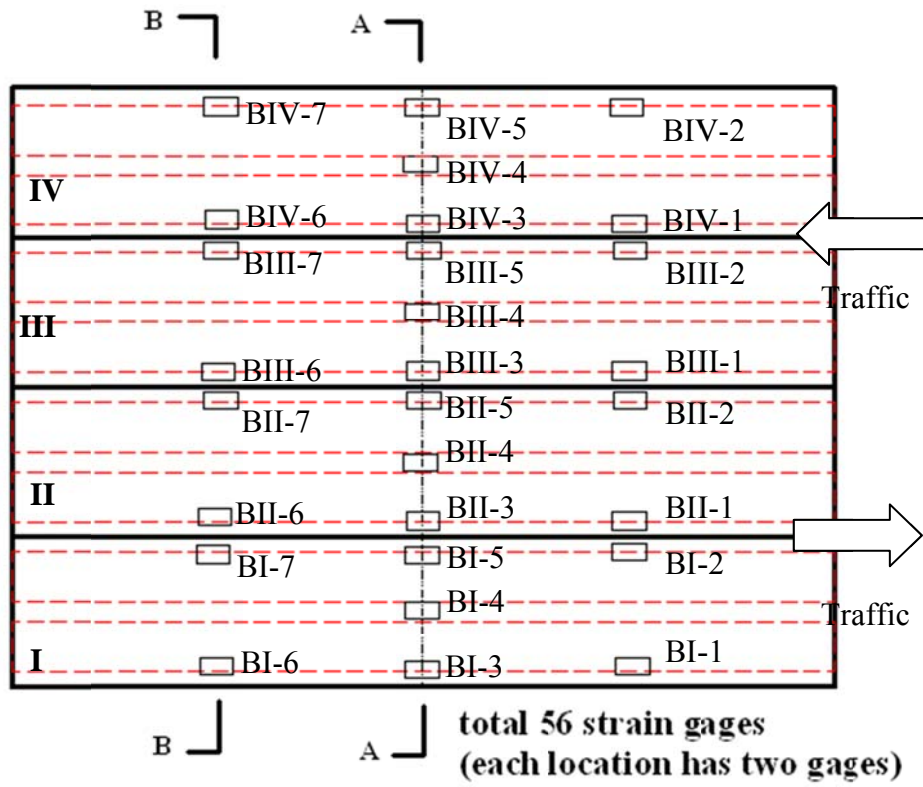 B
A
BIV-7
BIV-5
BIV-2
BIV-4
IV
BIV-6
BIV-3
BIV-1
BIII-7
BIII-5
BIII-2
Traffic
BIII-4
III
BIII-6
BIII-3
BIII-1
BII-7
BII-5
BII-2
BII-4
II
BII-6
BII-3
BII-1
BI-7
BI-5
BI-2
BI-4
Traffic
I
BI-6
BI-3
BI-1
B
A
total 56 strain gages
(each location has two gages)